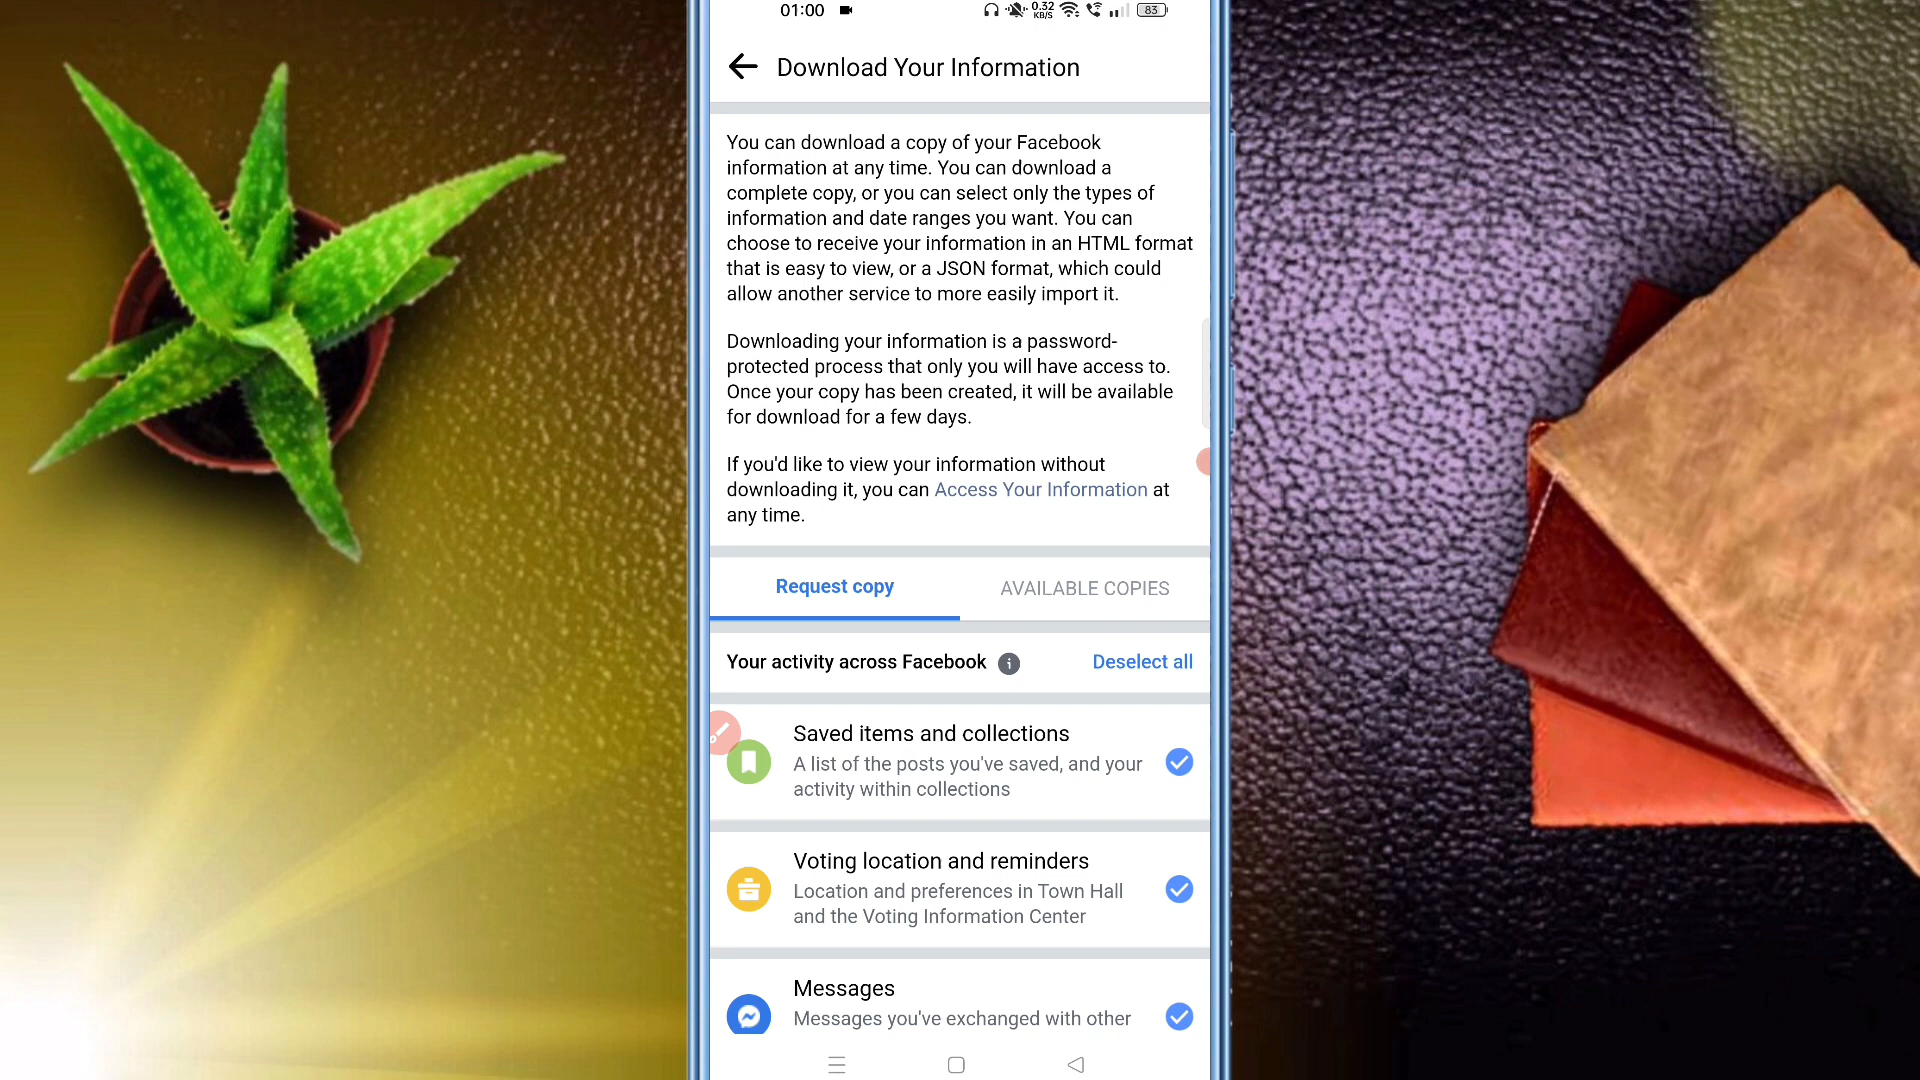 01:00
0.32
KB/S
83
Download Your Information
You can download a copy of your Facebook
information at any time. You can download a
complete copy, or you can select only the types of
information and date ranges you want. You can
choose to receive your information in an HTML format
that is easy to view, or a JSON format, which could
allow another service to more easily import it.
Downloading your information is a password-
protected process that only you will have access to.
Once your copy has been created, it will be available
for download for a few days.
If you'd like to view your information without
downloading it, you can Access Your Information at
any time.
Request copy
AVAILABLE COPIES
Your activity across Facebook
Deselect all
Saved items and collections
A list of the posts you've saved, and your
activity within collections
Voting location and reminders
Location and preferences in Town Hall
and the Voting Information Center
Messages
Messages you've exchanged with other